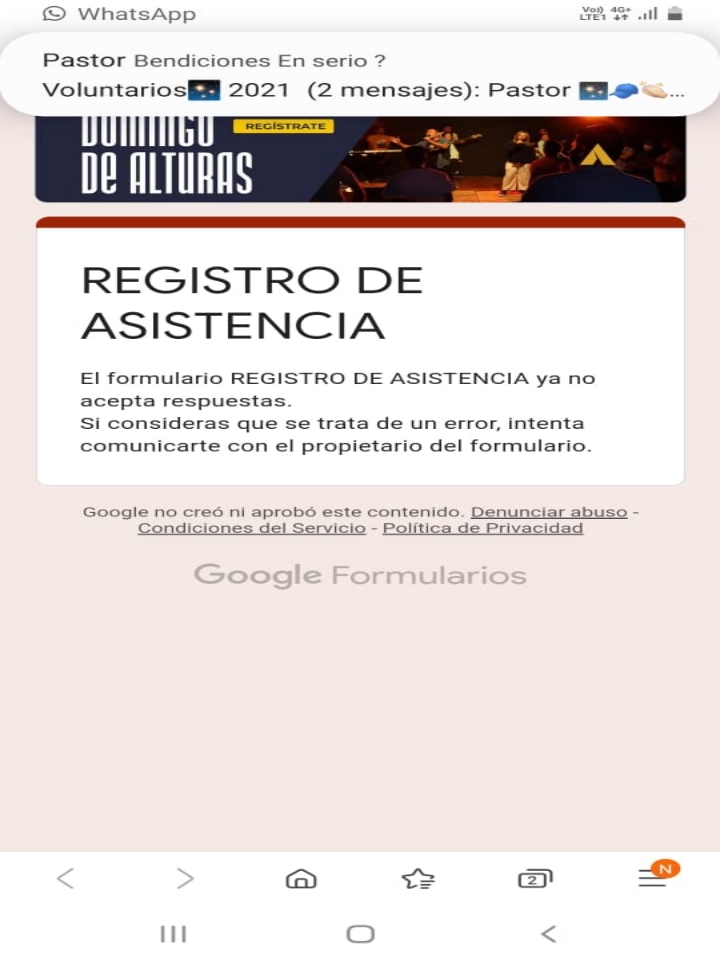 WhatsApp
Vo)) 4G+
LTE1
Pastor Bendiciones En serio ?
Voluntarios🌌 2021 (2 mensajes): Pastor 🌌🧢👏🏻...
DOMINGO REGÍSTRATE
DE ALTURAS
REGISTRO DE
ASISTENCIA
El formulario REGISTRO DE ASISTENCIA ya no
acepta respuestas.
Si consideras que se trata de un error, intenta
comunicarte con el propietario del formulario.
Google no creó ni aprobó este contenido. Denunciar abuso -
Condiciones del Servicio - Política de Privacidad
Google Formularios
2
N